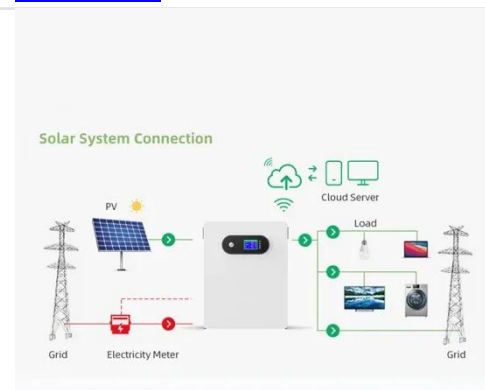 Solar System Connection
Cloud Server
PV
Load
Grid
Electricity Meter
Grid